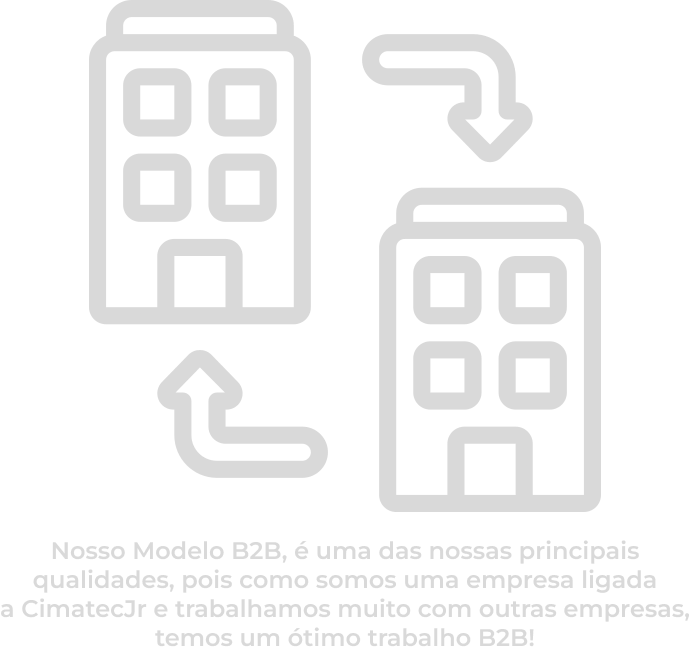 Nosso Modelo B2B, é uma das nossas principais
qualidades, pois como somos uma empresa ligada
a CimatecJr e trabalhamos muito com outras empresas,
temos um ótimo trabalho B2B!